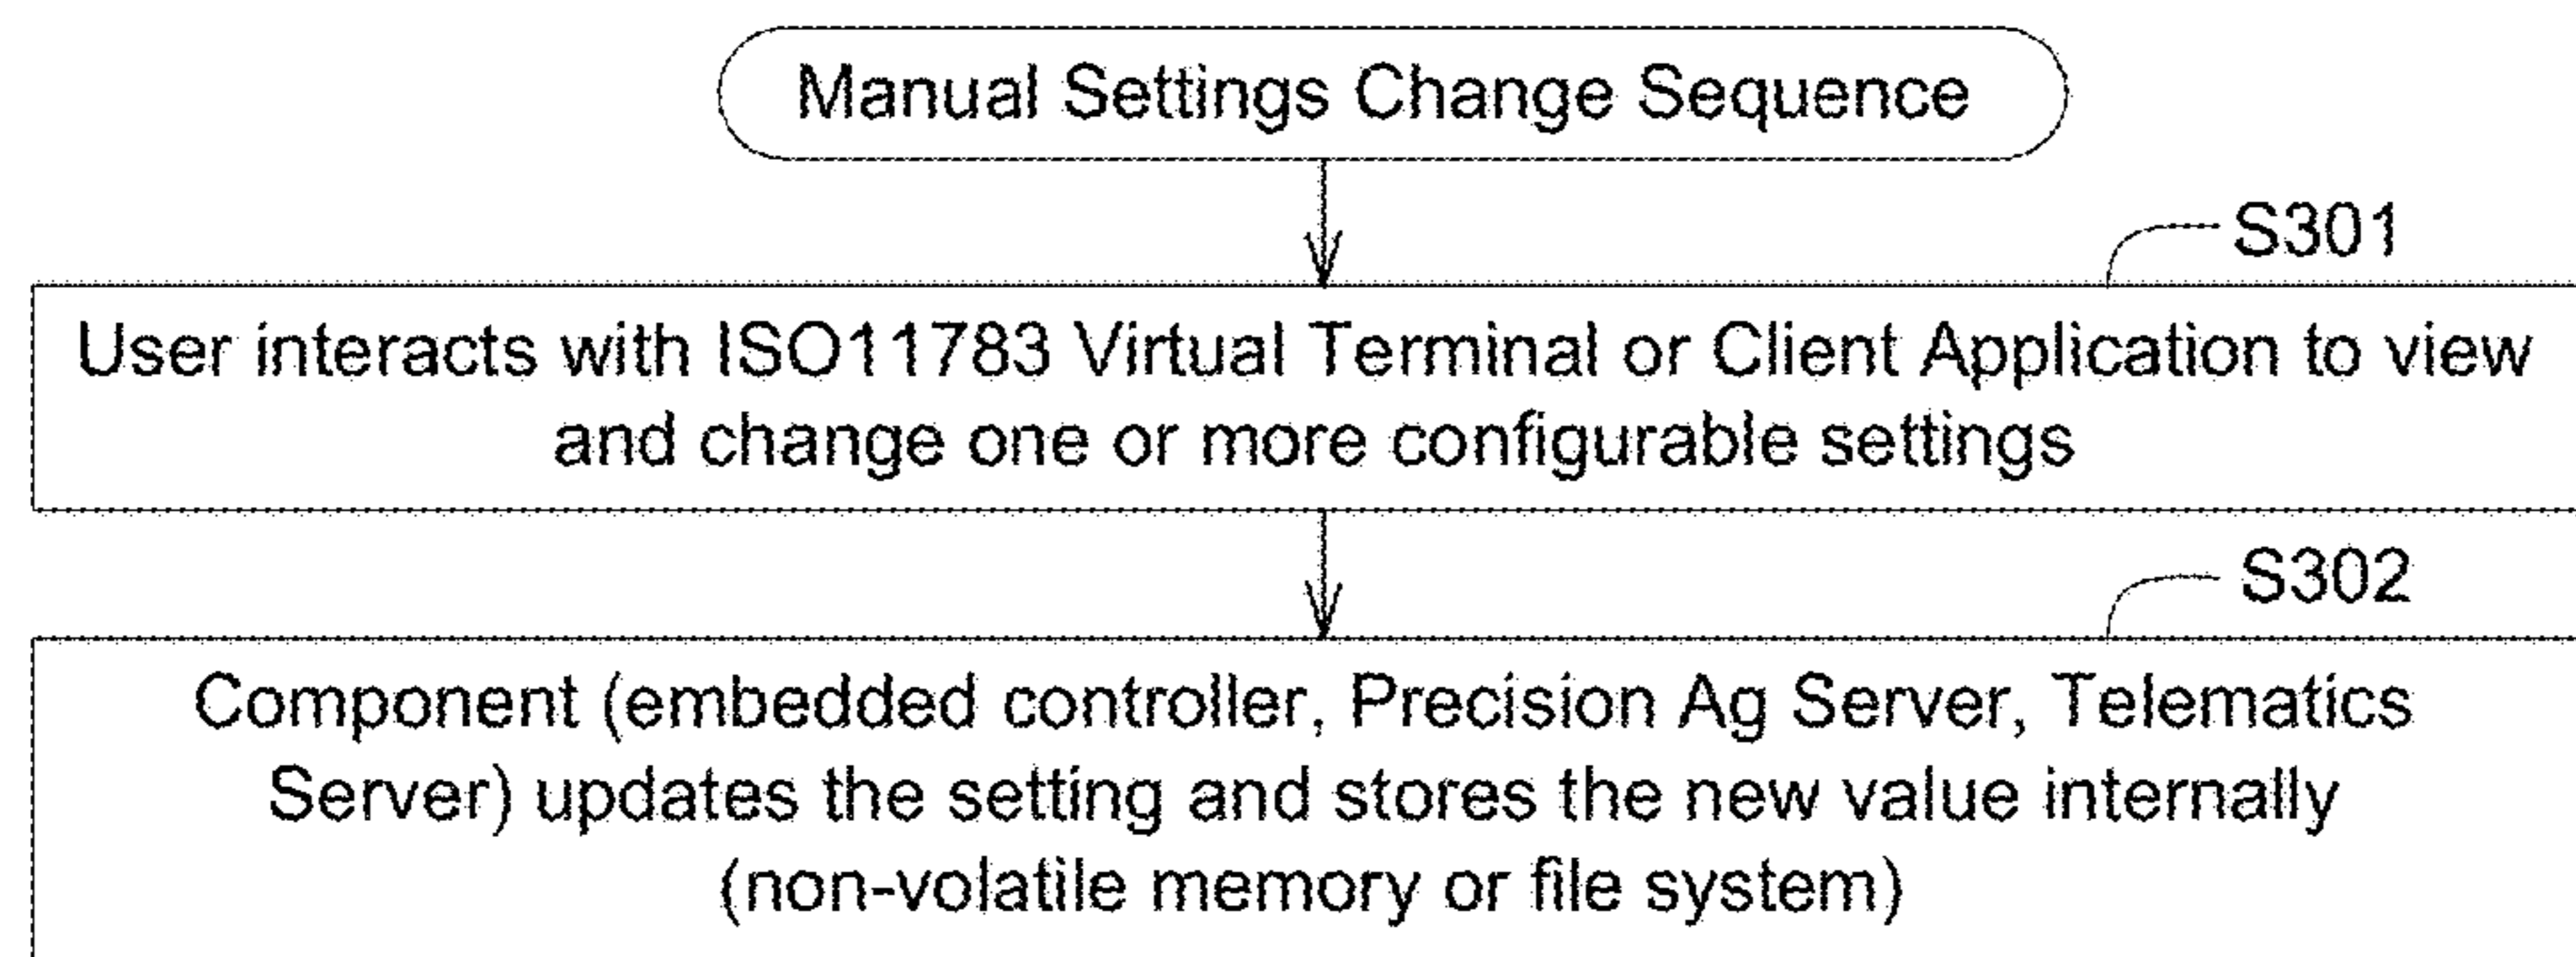 Manual Settings Change Sequence
S301
User interacts with ISO11783 Virtual Terminal or Client Application to view
and change one or more configurable settings
S302
Component (embedded controller, Precision Ag Server, Telematics
Server) updates the setting and stores the new value internally
(non-volatile memory or file system)